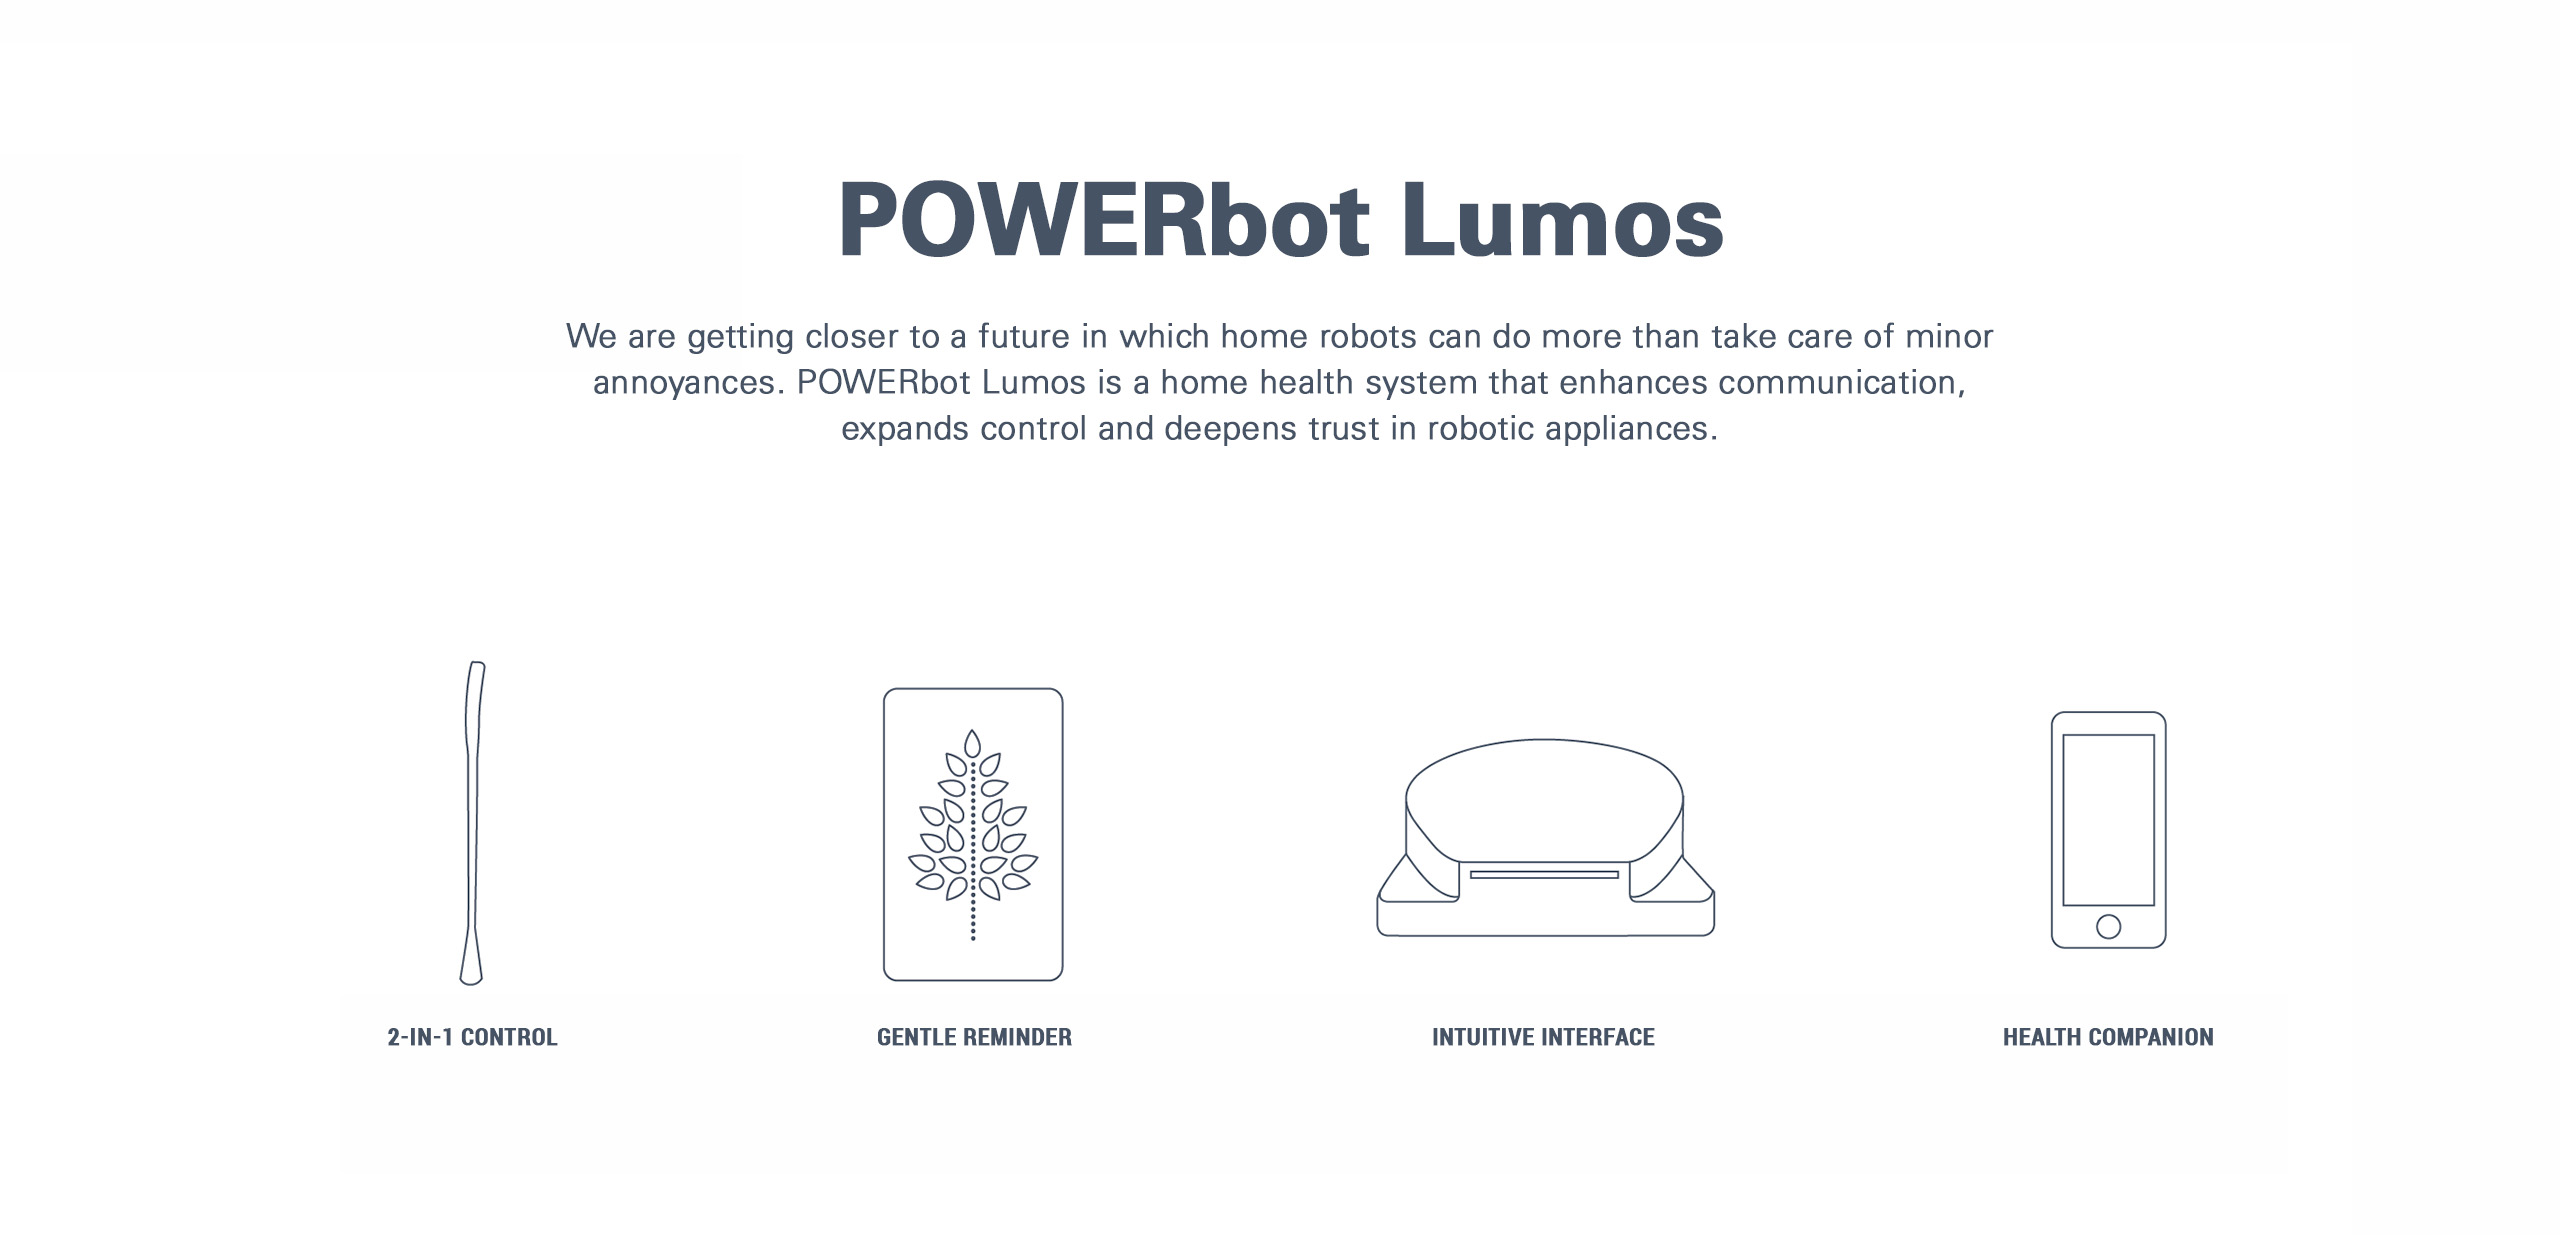 POWERbot Lumos
We are getting closer to a future in which home robots can do more than take care of minor
annoyances. POWERbot Lumos is a home health system that enhances communication,
expands control and deepens trust in robotic appliances.
2-IN-1 CONTROL
GENTLE REMINDER
INTUITIVE INTERFACE
HEALTH COMPANION